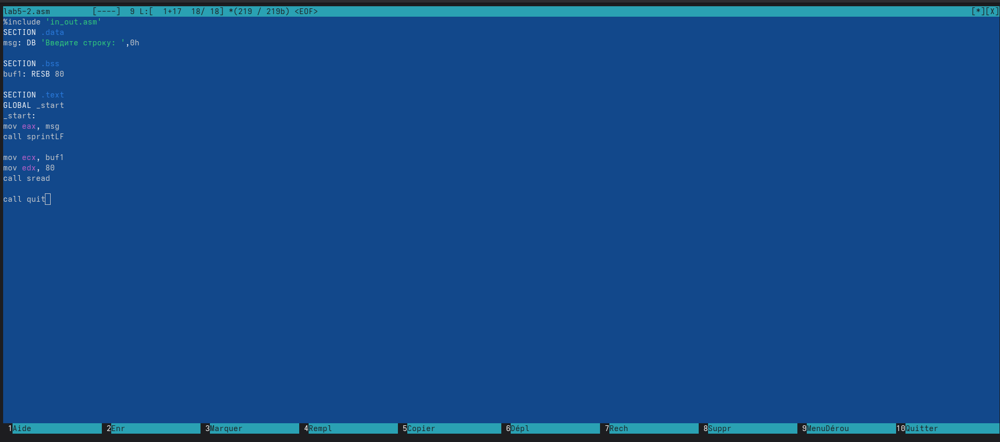 lab5-2.asm [----] 9 L:[ 1+17 18/ 18] *(219 / 219b) <EOF> [*][X]
%include 'in_out.asm'
SECTION .data
msg: DB 'Введите строку: ',0h
SECTION .bss
buf1: RESB 80
SECTION .text
GLOBAL _start
_start:
mov eax, msg
call sprintLF
mov ecx, buf1
mov edx, 80
call sread
call quit
1Aide 2Enr 3Marquer 4Rempl 5Copier 6Dépl 7Rech 8Suppr 9MenuDérou 10Quitter